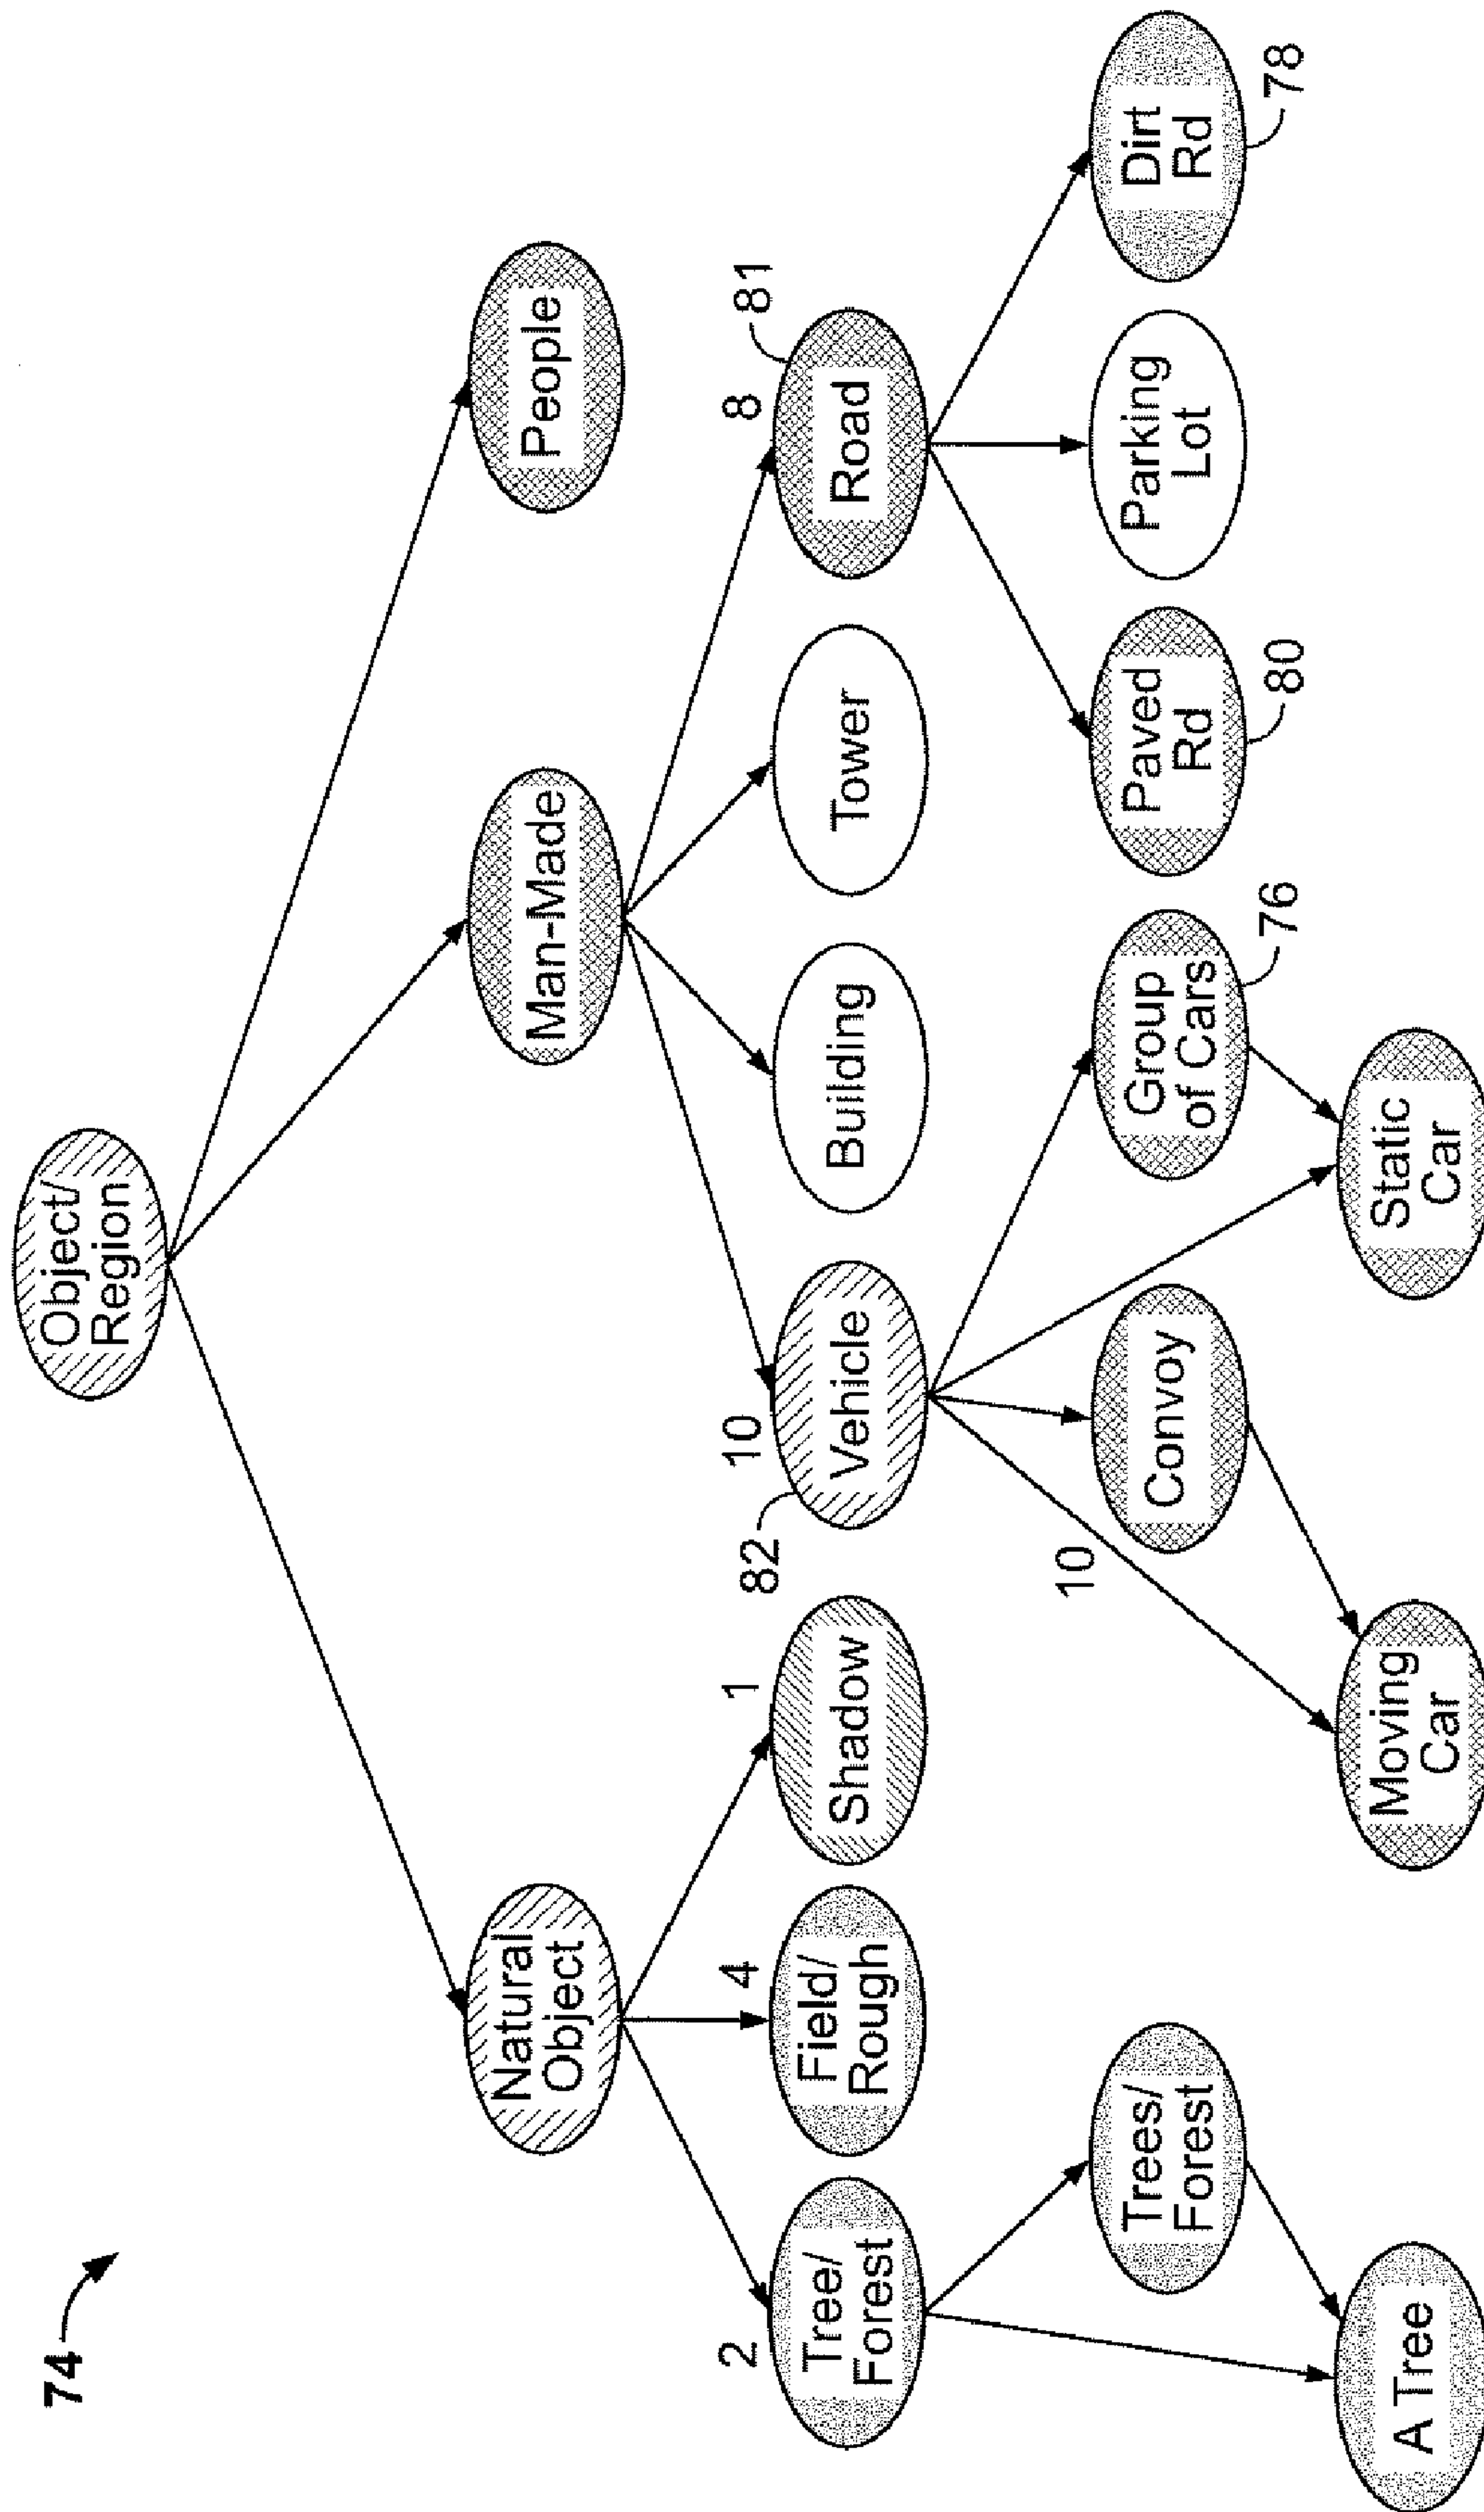 74
Object/
Region
Natural
Object
Man-Made
People
2
Tree/
Forest
4
Field/
Rough
1
Shadow
82
10
Vehicle
Building
Tower
8
81
Road
Trees/
Forest
10
Convoy
Group
of Cars
76
Paved
Rd
80
Parking
Lot
Dirt
Rd
78
A Tree
Moving
Car
Static
Car